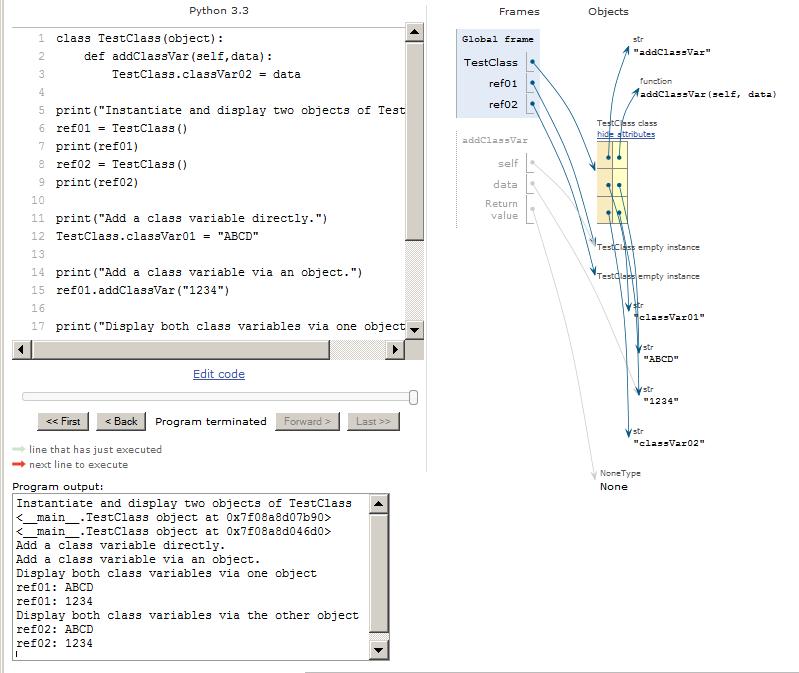 Python 3.3
1 class TestClass(object):
2 def addClassVar(self,data):
3 TestClass.classVar02 = data
4
5 print("Instantiate and display two objects of Test
6 ref01 = TestClass()
7 print(ref01)
8 ref02 = TestClass()
9 print(ref02)
10
11 print("Add a class variable directly.")
12 TestClass.classVar01 = "ABCD"
13
14 print("Add a class variable via an object.")
15 ref01.addClassVar("1234")
16
17 print("Display both class variables via one object
Edit code
<< First
< Back
Program terminated
Forward >
Last >>
line that has just executed
next line to execute
Program output:
Instantiate and display two objects of TestClass
<__main__.TestClass object at 0x7f08a8d07b90>
<__main__.TestClass object at 0x7f08a8d046d0>
Add a class variable directly.
Add a class variable via an object.
Display both class variables via one object
ref01: ABCD
ref01: 1234
Display both class variables via the other object
ref02: ABCD
ref02: 1234
Frames
Objects
Global frame
TestClass
ref01
ref02
addClassVar
self
data
Return
value
str
"addClassVar"
function
addClassVar(self, data)
TestClass class
hide attributes
TestClass empty instance
TestClass empty instance
str
"classVar01"
str
"ABCD"
str
"1234"
str
"classVar02"
NoneType
None